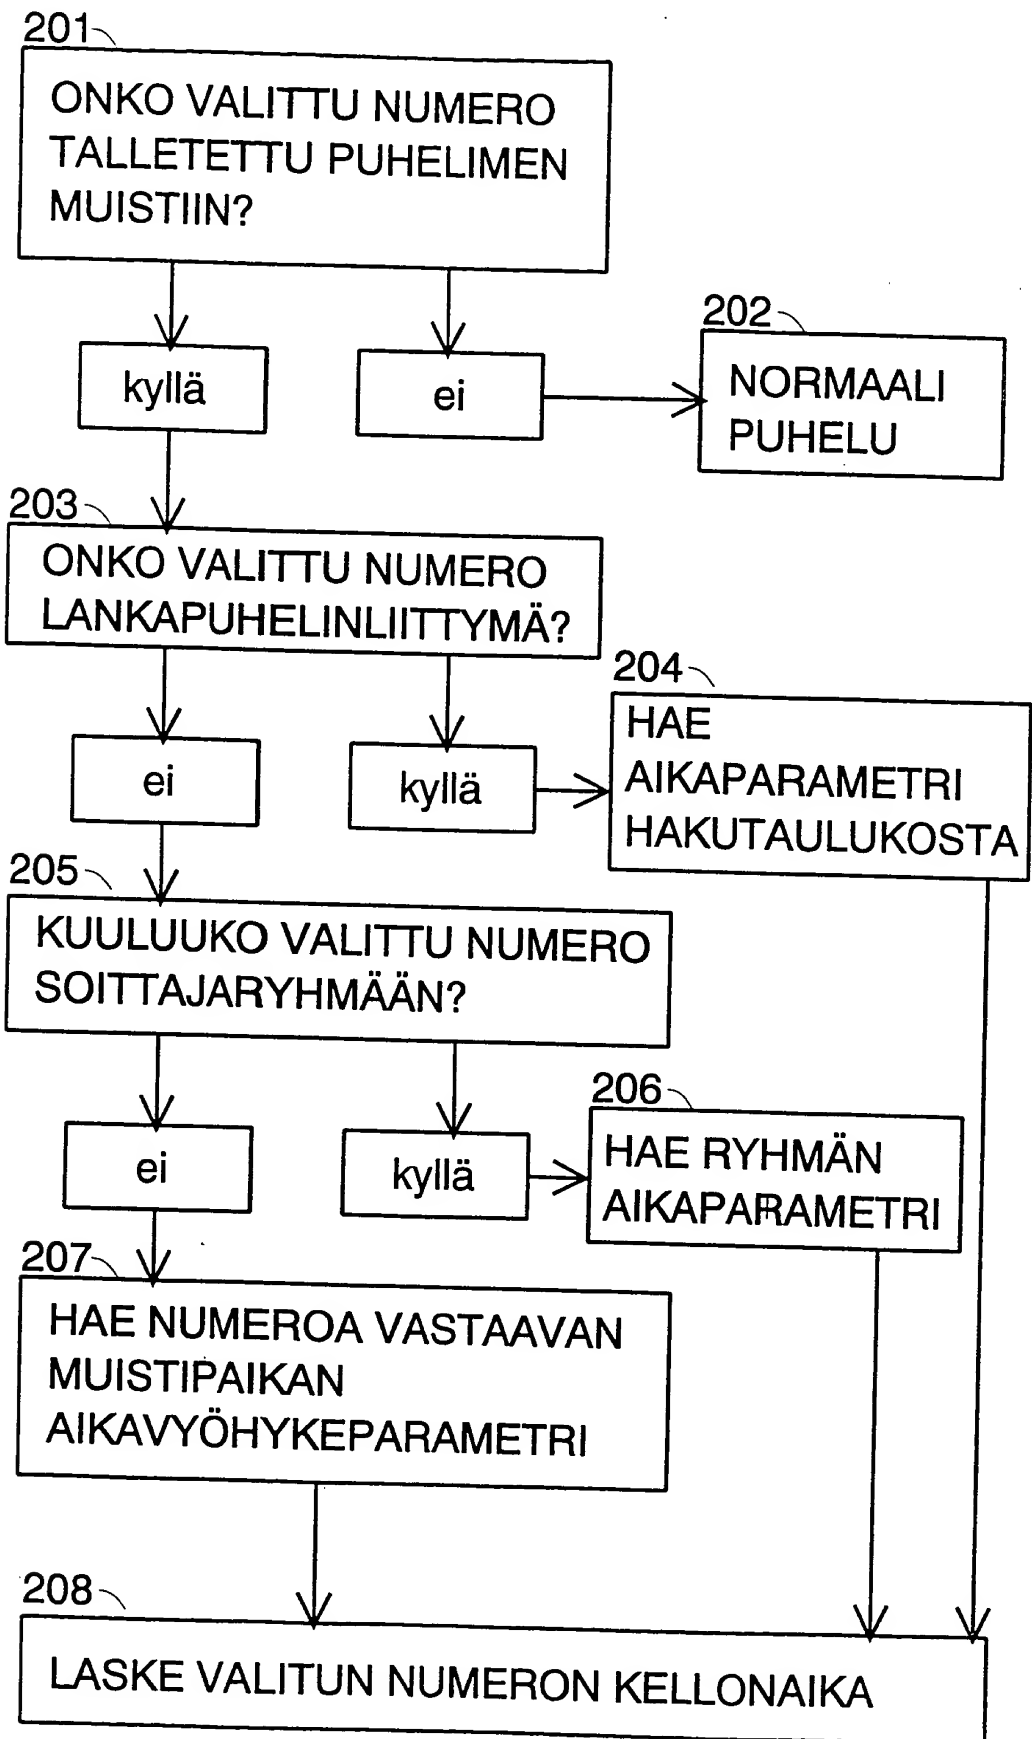 201
ONKO VALITTU NUMERO
TALLETETTU PUHELIMEN
MUISTIIN?
kyllä
ei
202
NORMAALI
PUHELU
203
ONKO VALITTU NUMERO
LANKAPUHELINLIITTYMÄ?
ei
kyllä
204
HAE
AIKAPARAMETRI
HAKUTAULUKOSTA
205
KUULUUKO VALITTU NUMERO
SOITTAJARYHMÄÄN?
ei
kyllä
206
HAE RYHMÄN
AIKAPARAMETRI
207
HAE NUMEROA VASTAAVAN
MUISTIPAIKAN
AIKAVYÖHYKEPARAMETRI
208
LASKE VALITUN NUMERON KELLONAIKA